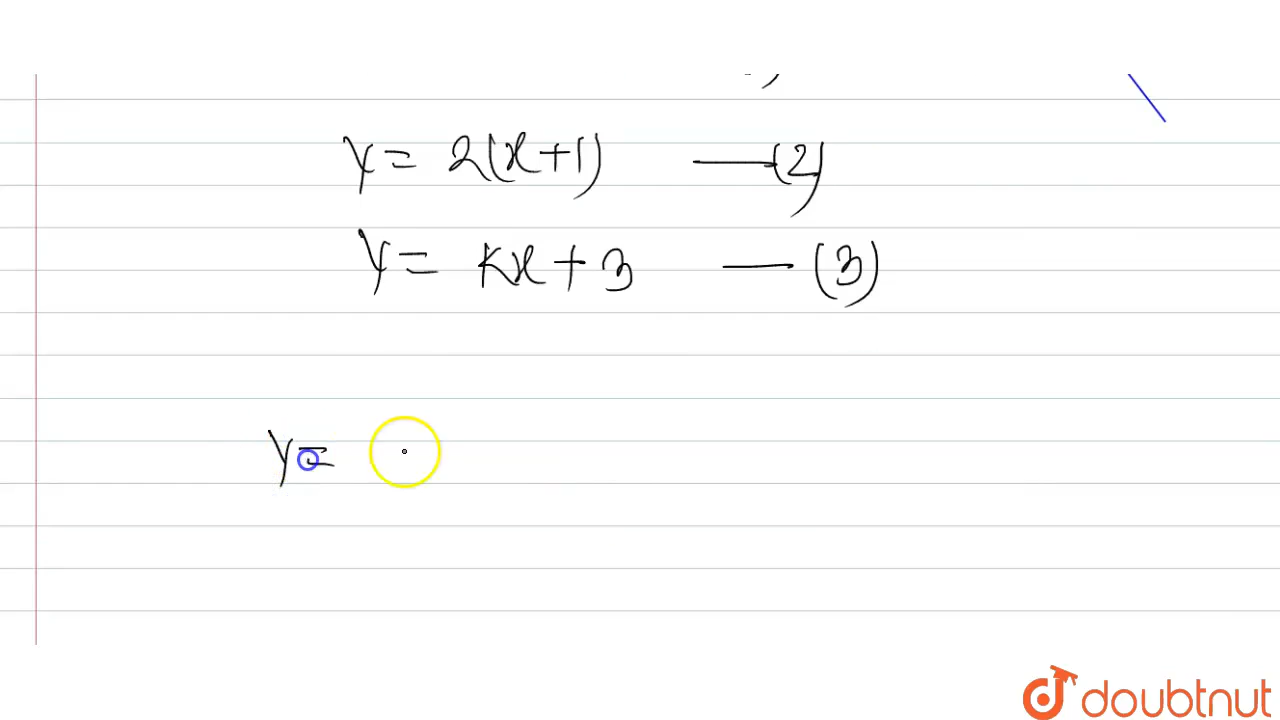 y = 2(x+1) — (2)
y = kx + 3 — (3)
y =
doubtnut